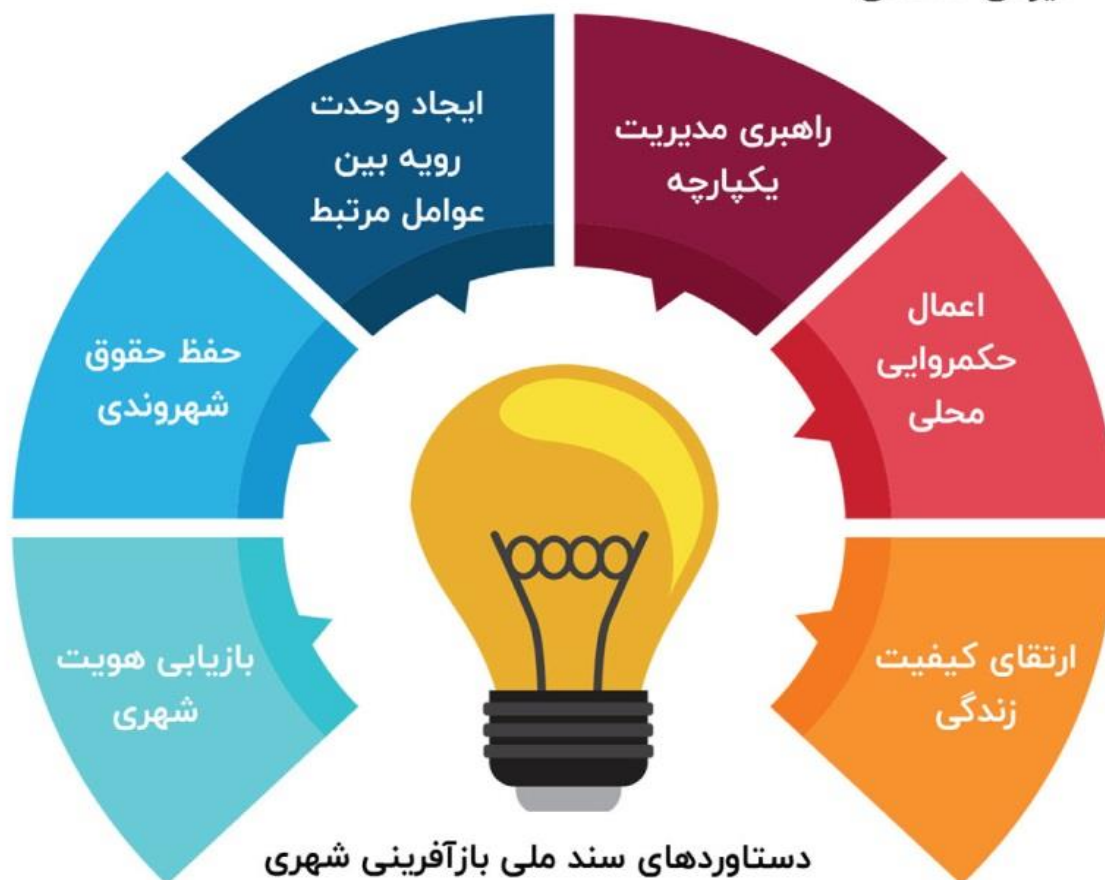 راهبری مدیریت
یکپارچه
اعمال
حکمروایی
محلی
ارتقای کیفیت
زندگی
ایجاد وحدت
رویه بین
عوامل مرتبط
حفظ حقوق
شهروندی
بازیابی هویت
شهری
دستاوردهای سند ملی بازآفرینی شهری